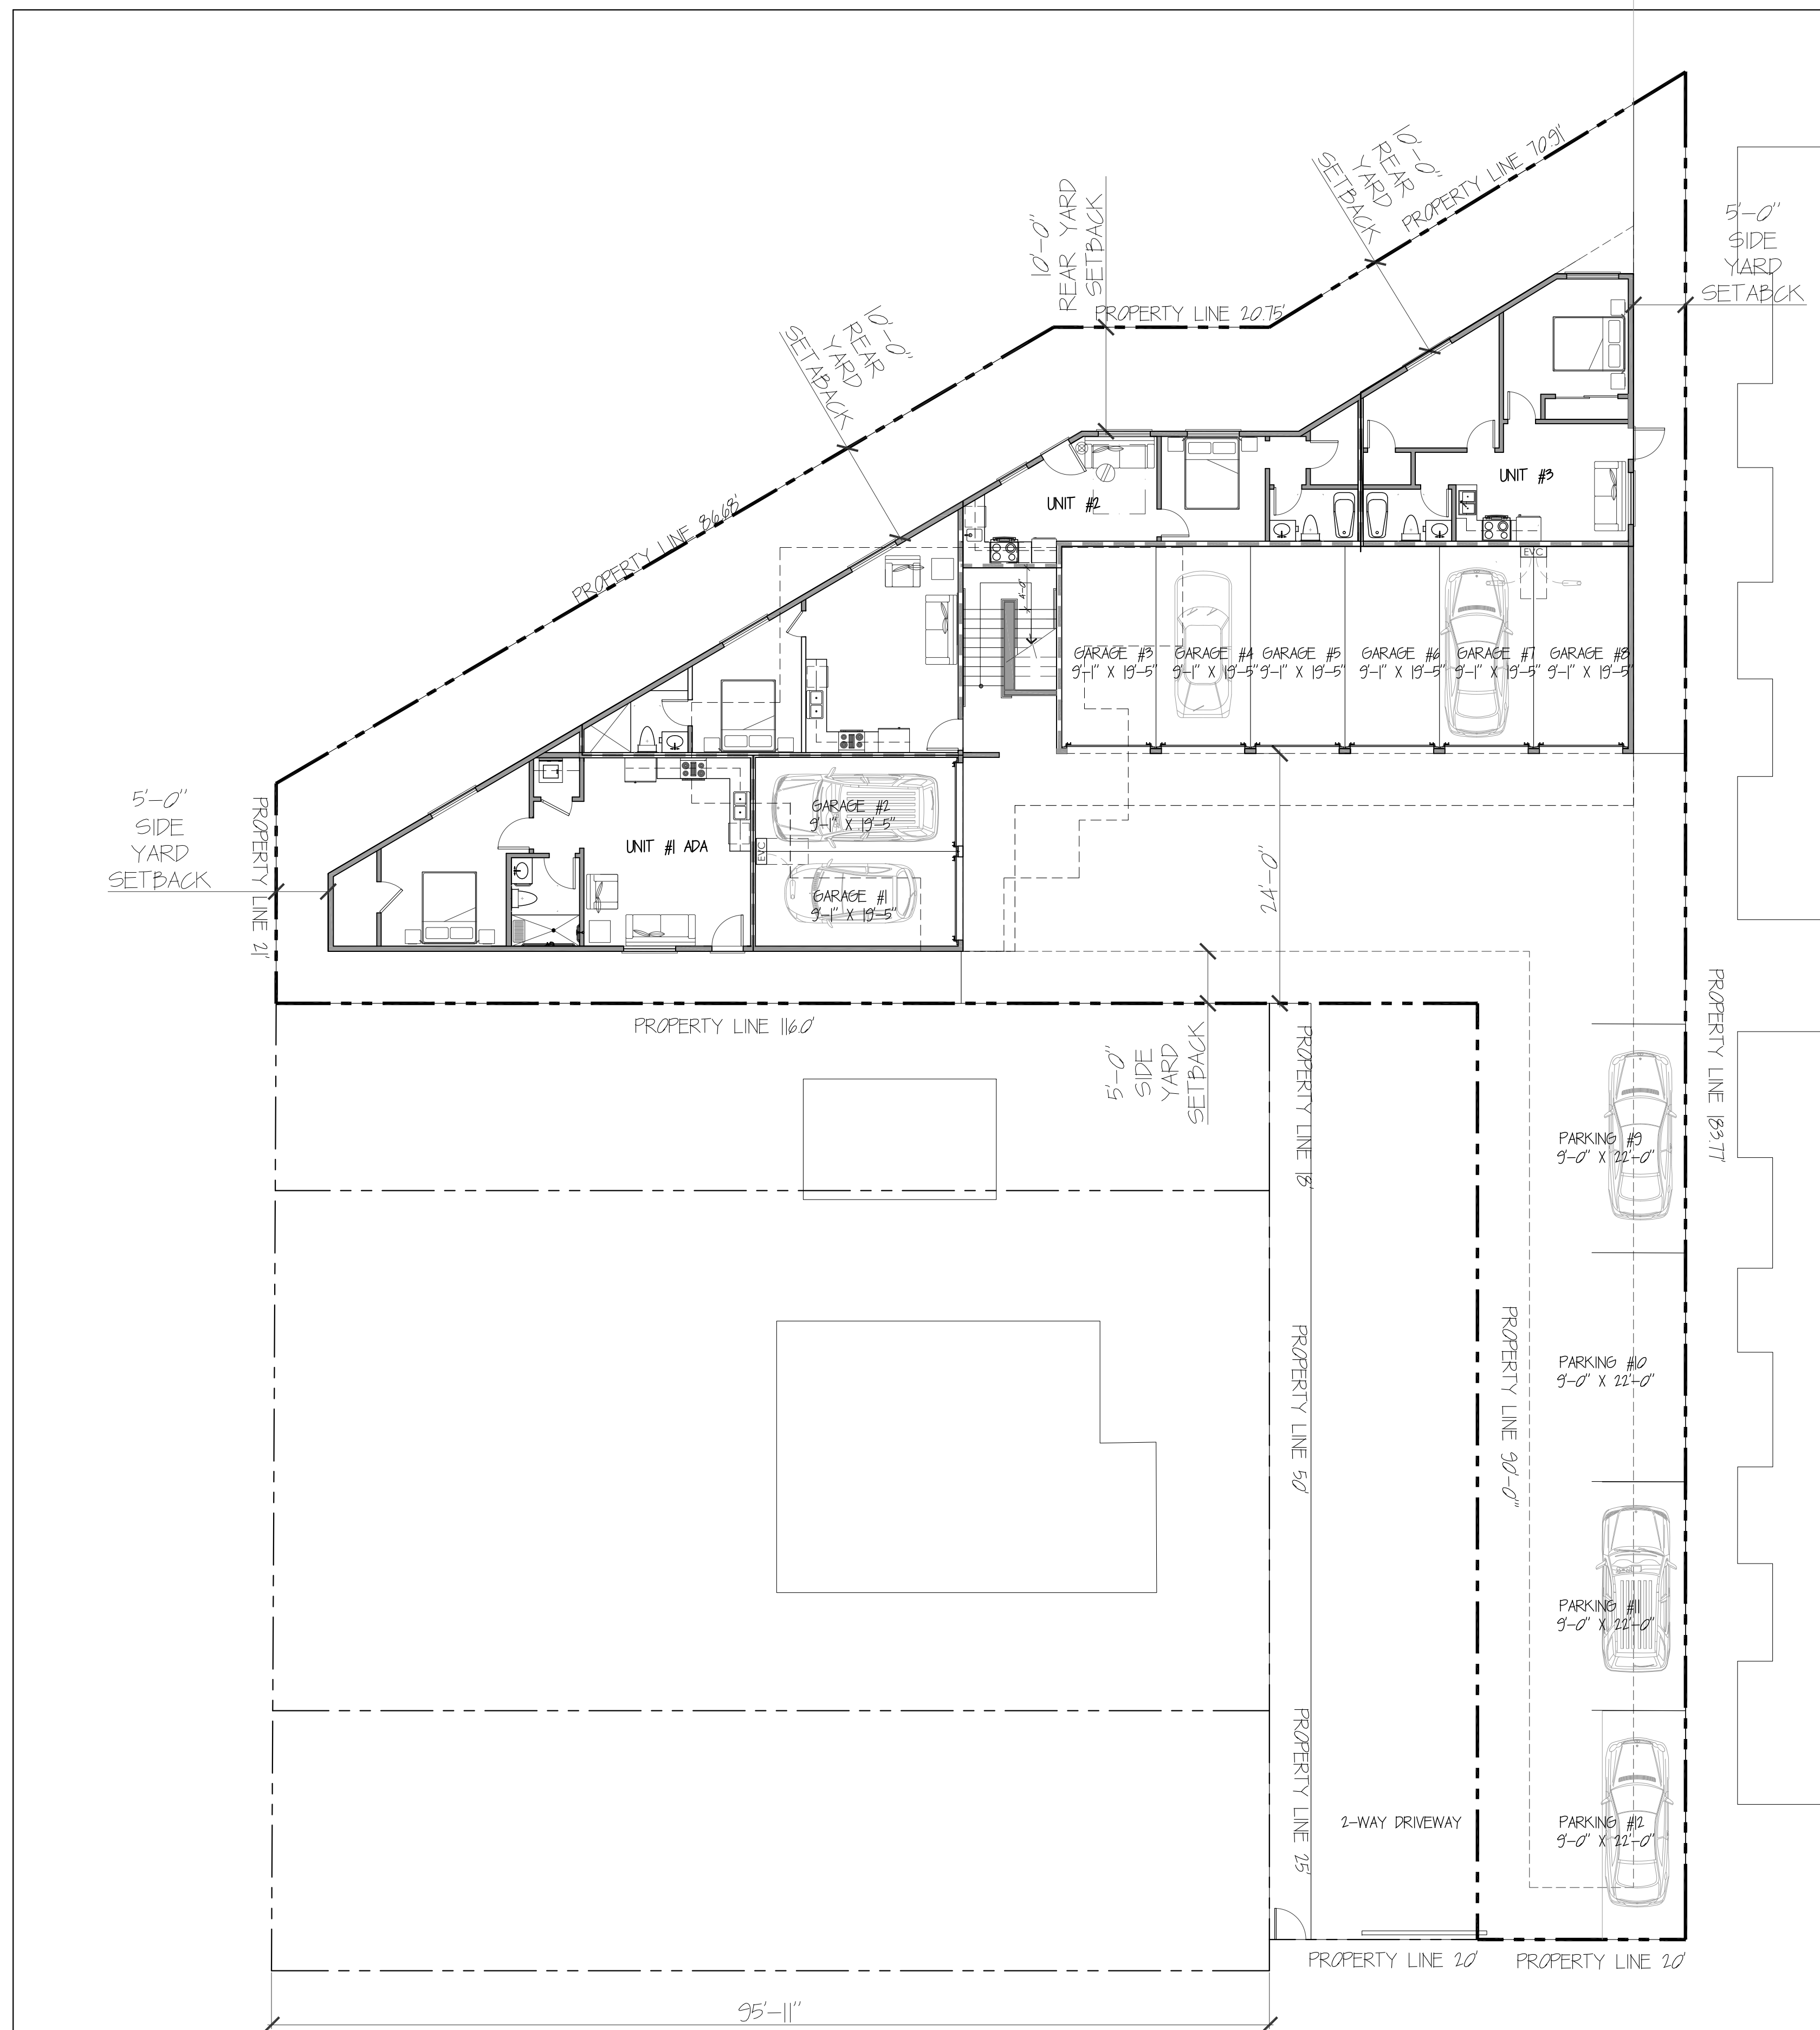 PROPERTY LINE 70.91'
10'-0"
REAR
YARD
SETBACK
10'-0"
REAR YARD
SETBACK
5'-0"
SIDE
YARD
SETABCK
PROPERTY LINE 20.75'
10'-0"
REAR
YARD
SETABACK
PROPERTY LINE 86.68'
UNIT #2
UNIT #3
EVC
4'-0"
GARAGE #3
9'-1" X 19'-5"
GARAGE #4
9'-1" X 19'-5"
GARAGE #5
9'-1" X 19'-5"
GARAGE #6
9'-1" X 19'-5"
GARAGE #7
9'-1" X 19'-5"
GARAGE #8
9'-1" X 19'-5"
5'-0"
SIDE
YARD
SETBACK
PROPERTY LINE 21'
UNIT #1 ADA
GARAGE #2
9'-1" X 19'-5"
EVC
GARAGE #1
9'-1" X 19'-5"
24'-0"
PROPERTY LINE 116.0'
5'-0"
SIDE
YARD
SETBACK
PROPERTY LINE 18'
PROPERTY LINE 183.77'
PARKING #9
9'-0" X 22'-0"
PROPERTY LINE 50'
PROPERTY LINE 90'-0"'
PARKING #10
9'-0" X 22'-0"
PARKING #11
9'-0" X 22'-0"
PROPERTY LINE 25'
2-WAY DRIVEWAY
PARKING #12
9'-0" X 22'-0"
PROPERTY LINE 20'
PROPERTY LINE 20'
95'-11"